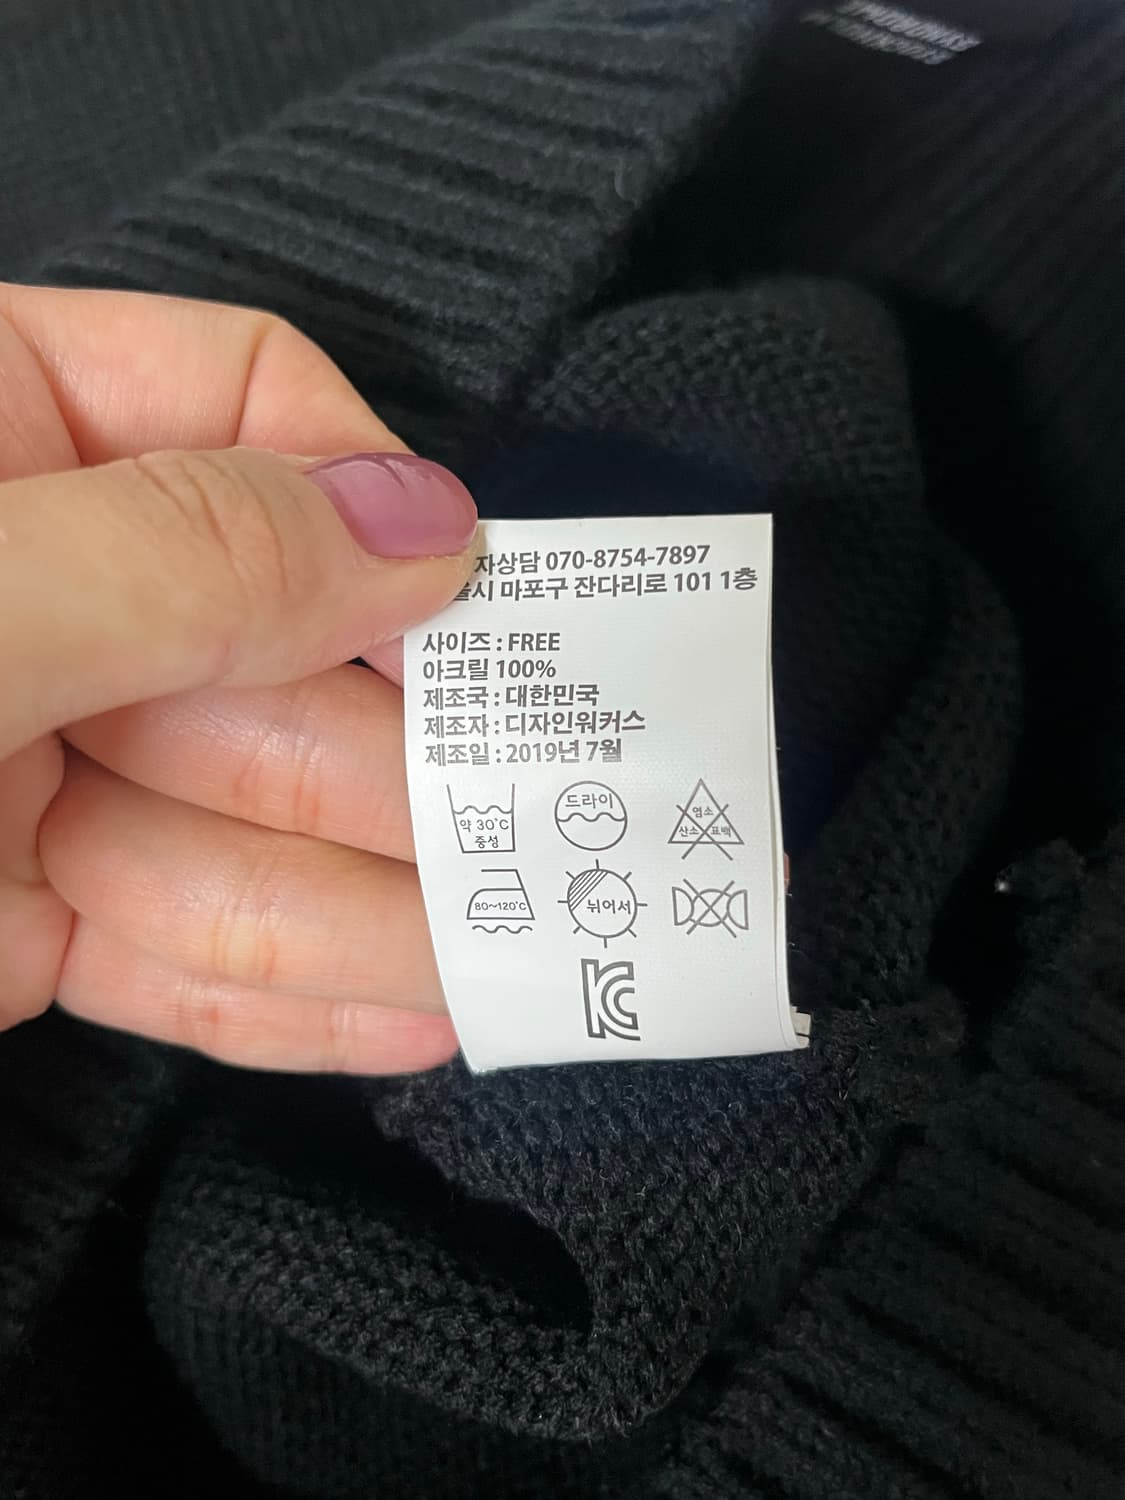 자상담 070-8754-7897
울시 마포구 잔다리로 101 1층
사이즈 : FREE
아크릴 100%
제조국 : 대한민국
제조자 : 디자인워커스
제조일 : 2019년 7월
약 30℃
중성
드라이
염소
산소 표백
80~120℃
뉘어서
KC